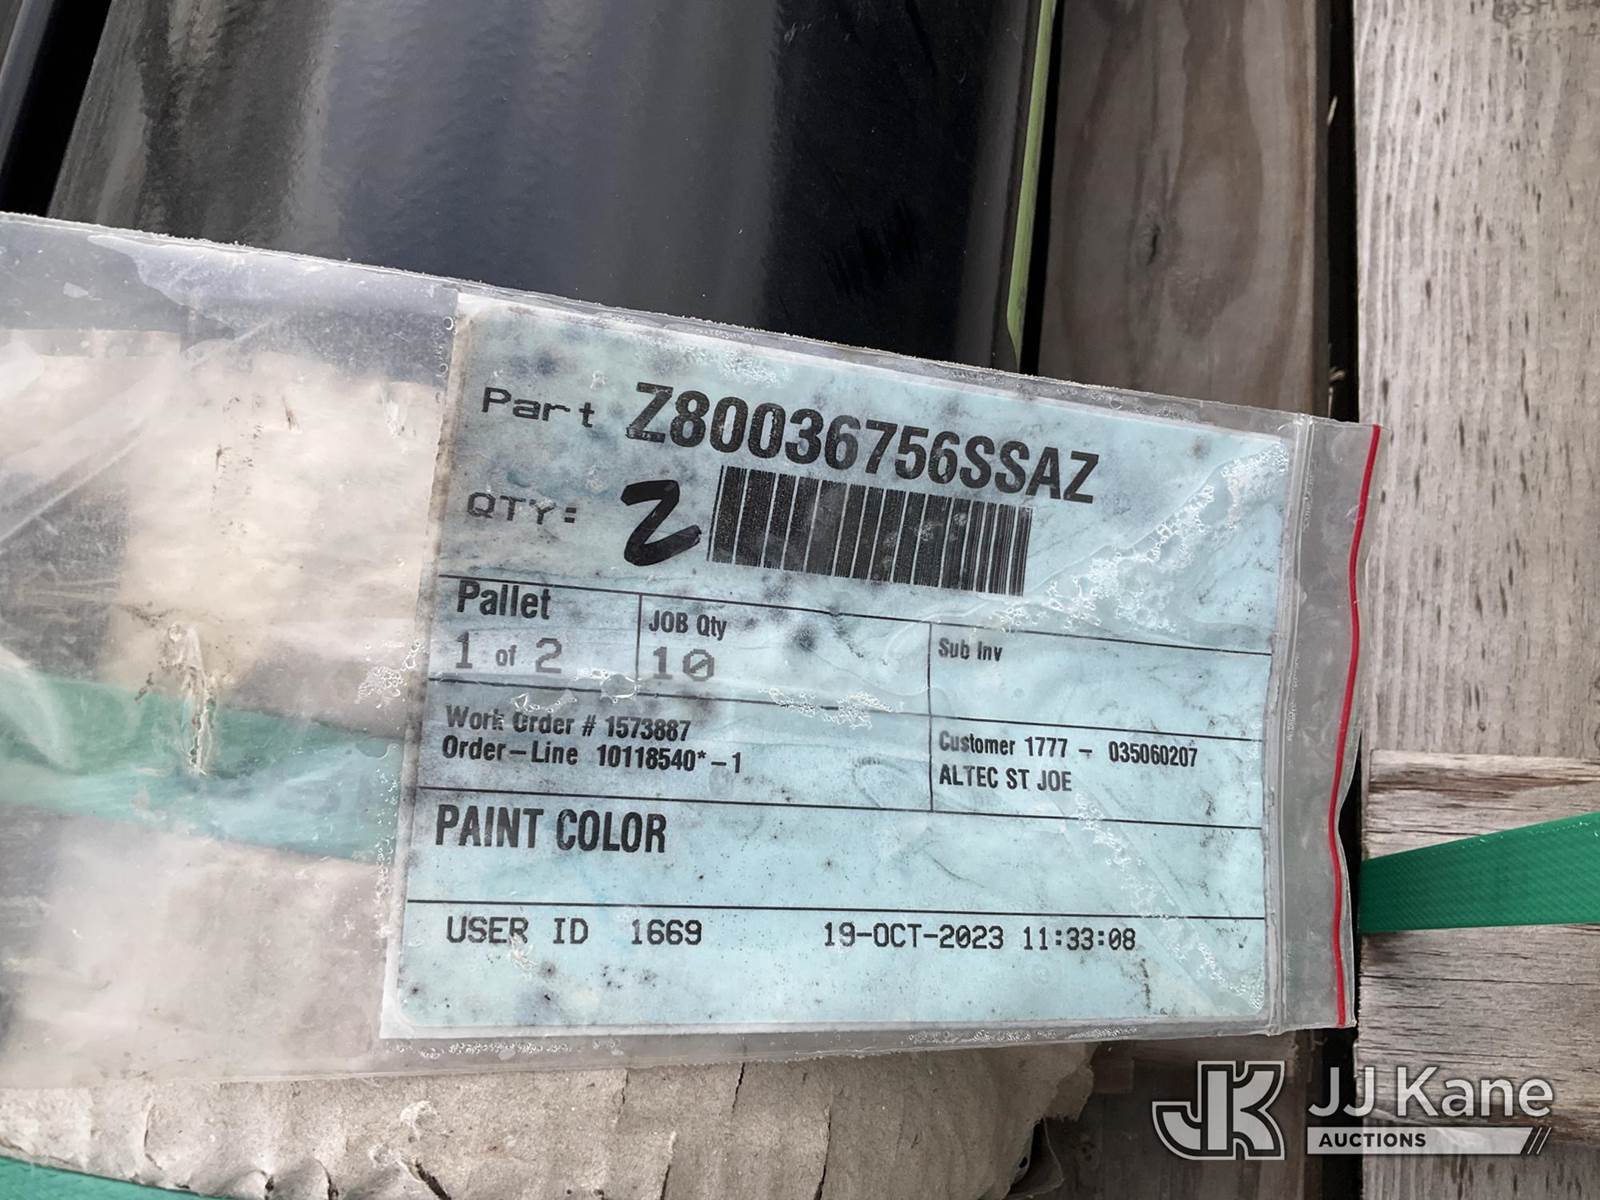 Part Z80036756SSAZ
QTY: 2
Pallet
1 of 2
JOB Qty
10
Sub Inv
Work Order # 1573887
Order-Line 10118540*-1
Customer 1777 - 035060207
ALTEC ST JOE
PAINT COLOR
USER ID 1669 19-OCT-2023 11:33:08
JK JJ Kane
AUCTIONS